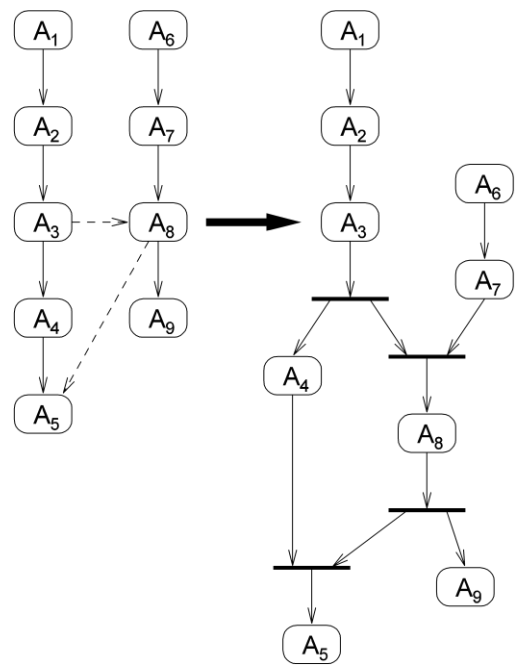 A₁ A₆ A₁
A₂ A₇ A₂
A₃ A₈ A₃ A₆
A₇
A₄ A₉
A₄
A₅ A₈
A₉
A₅